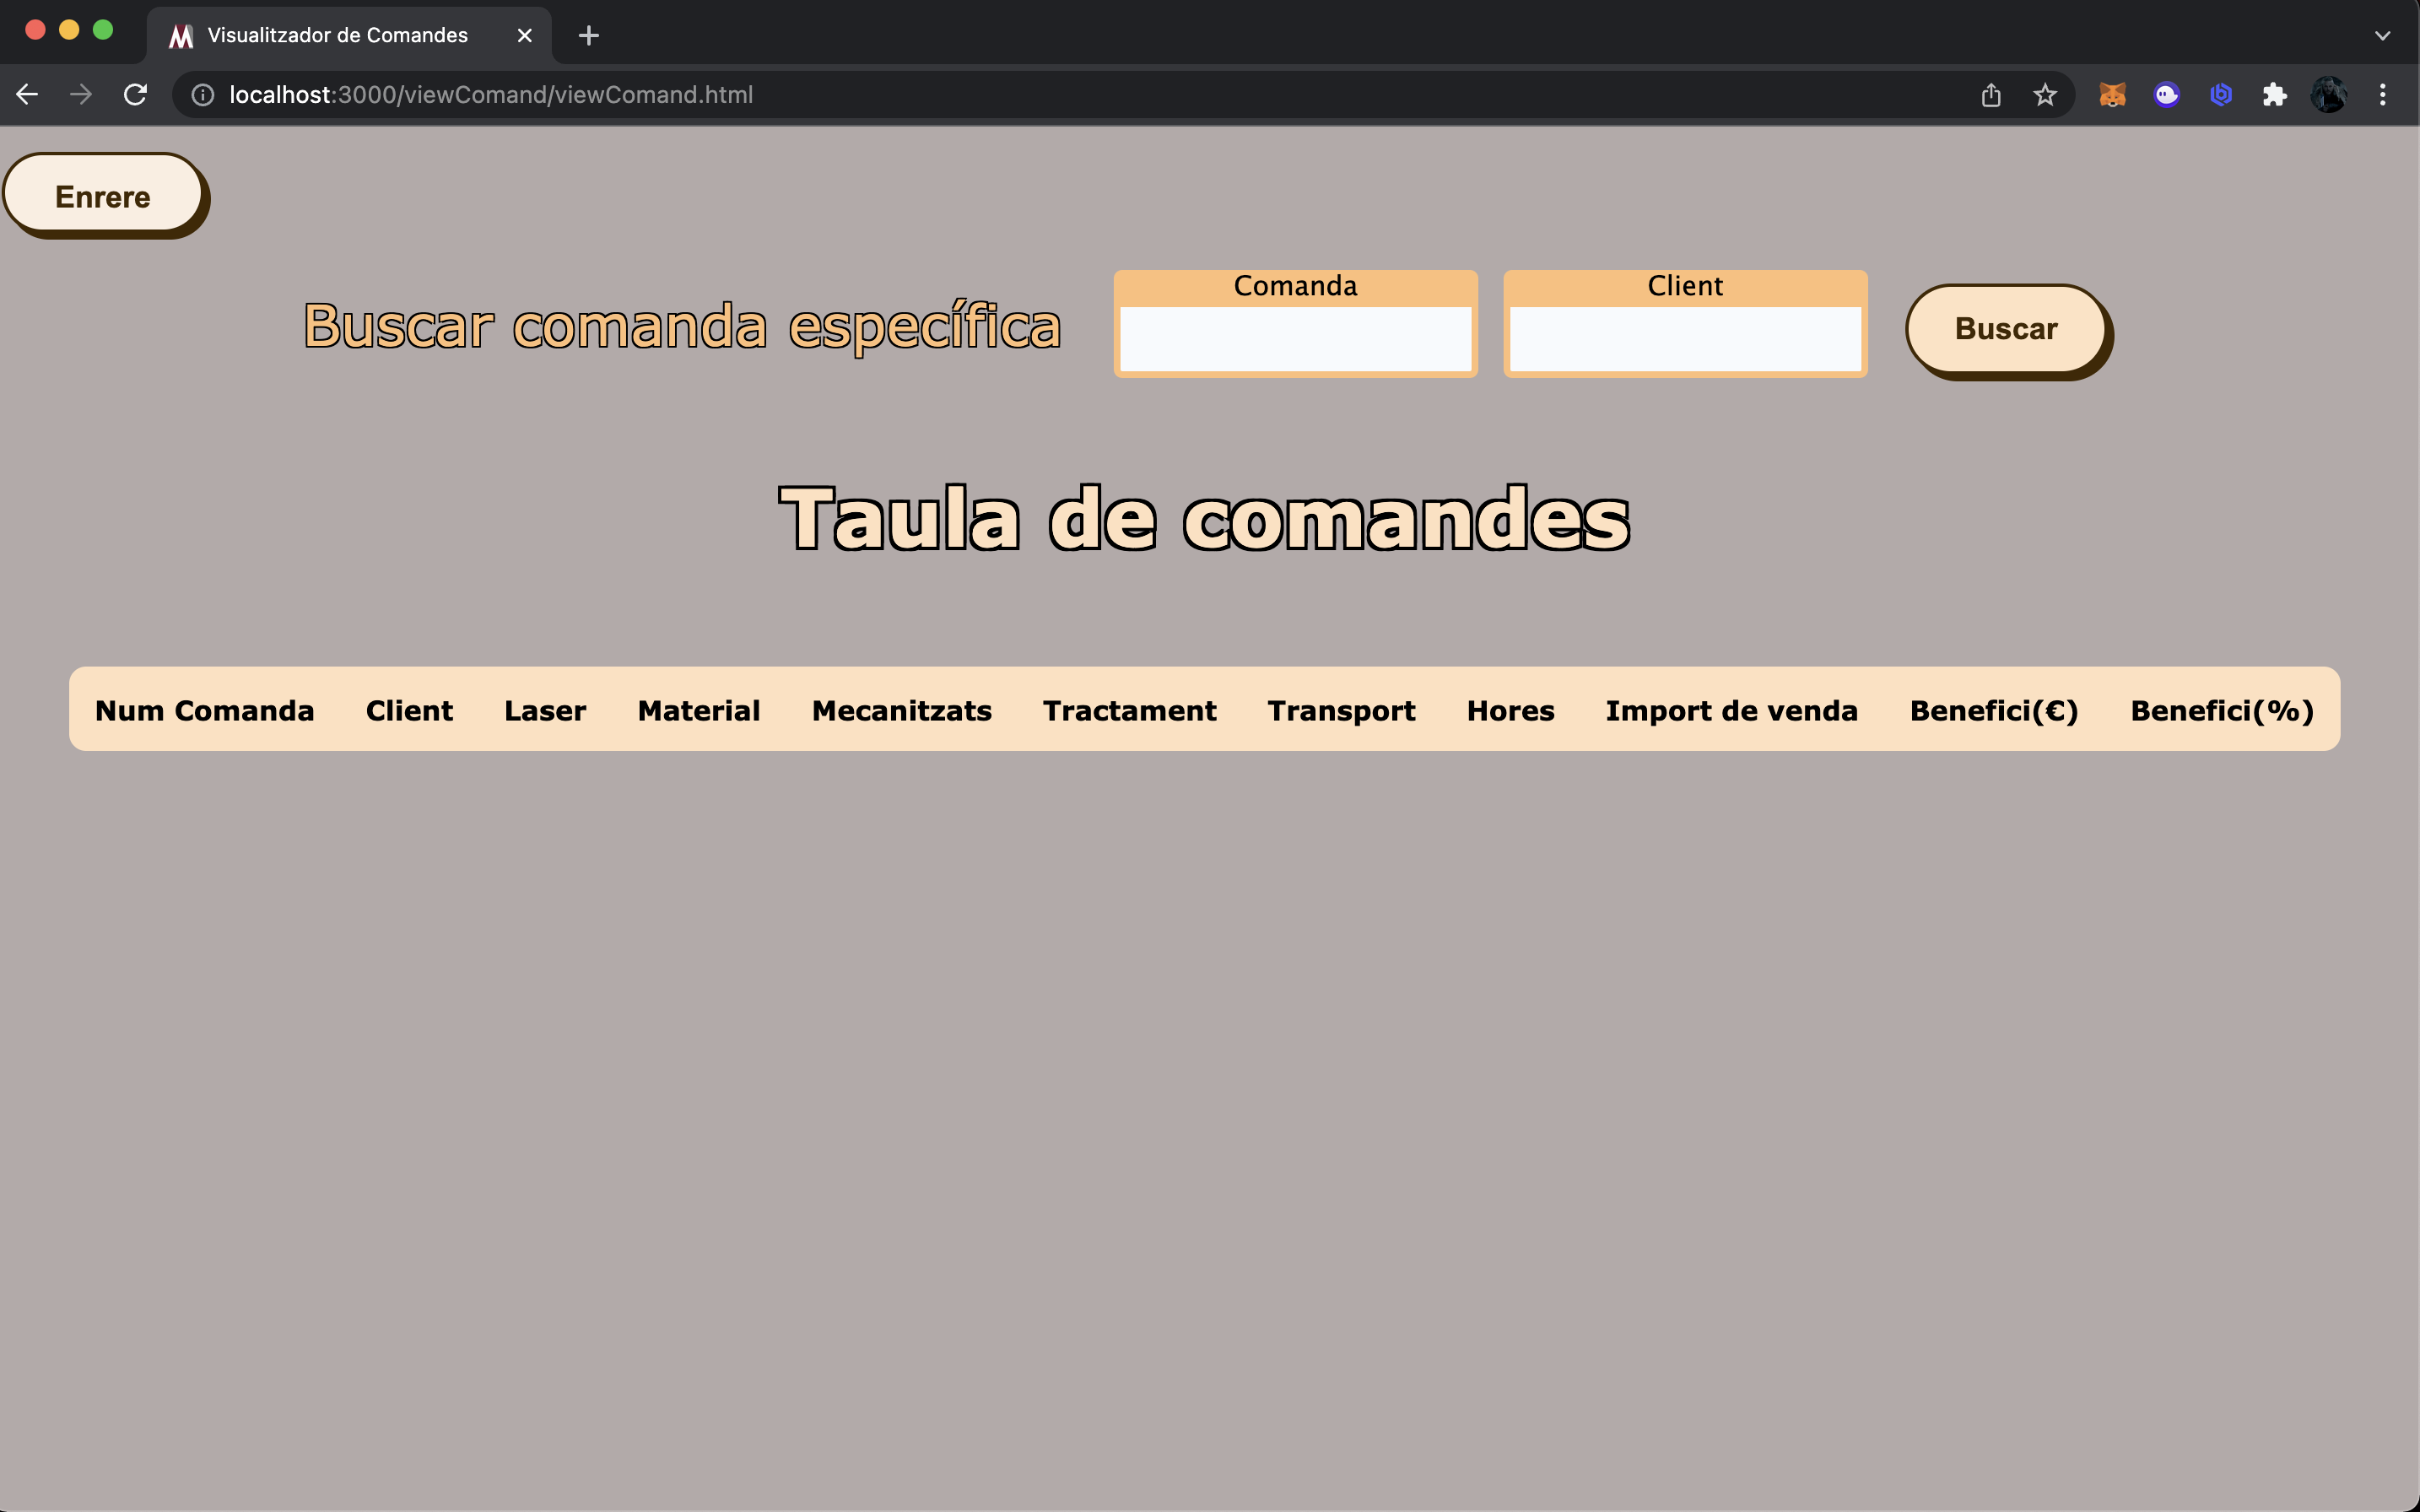 Visualitzador de Comandes
localhost:3000/viewComand/viewComand.html
Enrere
Buscar comanda específica
Comanda
Client
Buscar
Taula de comandes
Num Comanda Client Laser Material Mecanitzats Tractament Transport Hores Import de venda Benefici(€) Benefici(%)